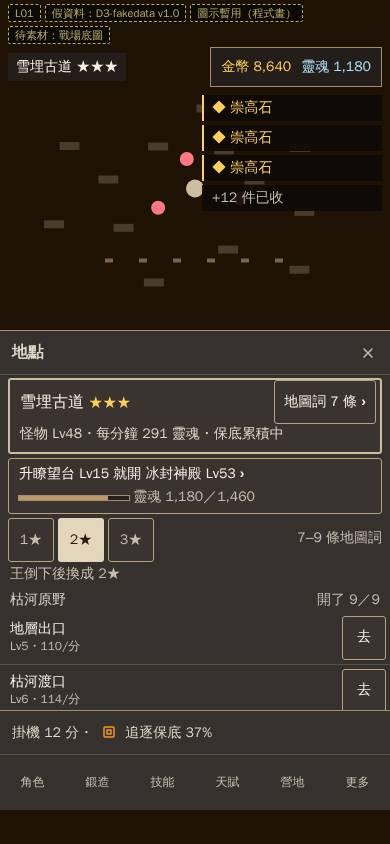 L01 假資料：D3-fakedata v1.0 圖示暫用（程式畫）
待素材：戰場底圖
雪埋古道 ★★★
金幣 8,640 靈魂 1,180
◆ 崇高石
◆ 崇高石
◆ 崇高石
+12 件已收
地點 ×
雪埋古道 ★★★
地圖詞 7 條 ›
怪物 Lv48・每分鐘 291 靈魂・保底累積中
升瞭望台 Lv15 就開 冰封神殿 Lv53 ›
靈魂 1,180／1,460
1★ 2★ 3★ 7–9 條地圖詞
王倒下後換成 2★
枯河原野 開了 9／9
地層出口
Lv5・110/分
去
枯河渡口
Lv6・114/分
去
掛機 12 分・ 追逐保底 37%
角色 鍛造 技能 天賦 營地 更多